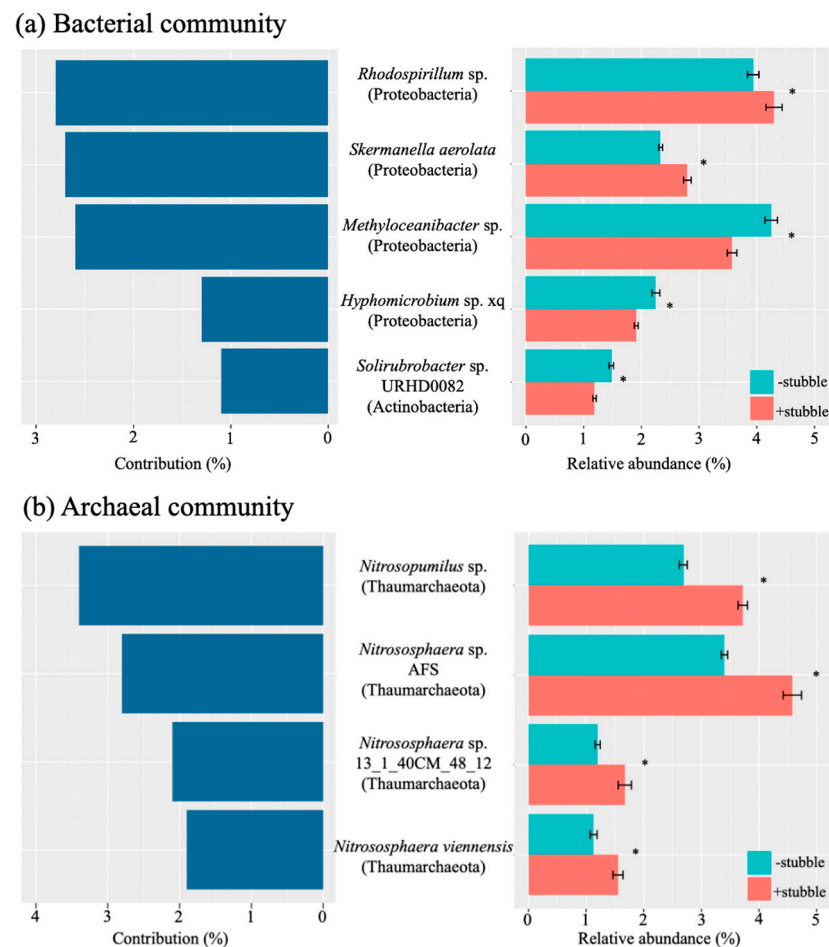 (a) Bacterial community
Rhodospirillum sp.
(Proteobacteria)
*
Skermanella aerolata
(Proteobacteria)
*
Methyloceanibacter sp.
(Proteobacteria)
*
Hyphomicrobium sp. xq
(Proteobacteria)
*
Solirubrobacter sp.
URHD0082
(Actinobacteria)
*
-stubble
+stubble
3 2 1 0
Contribution (%)
0 1 2 3 4 5
Relative abundance (%)
(b) Archaeal community
Nitrosopumilus sp.
(Thaumarchaeota)
*
Nitrososphaera sp.
AFS
(Thaumarchaeota)
*
Nitrososphaera sp.
13_1_40CM_48_12
(Thaumarchaeota)
*
Nitrososphaera viennensis
(Thaumarchaeota)
*
-stubble
+stubble
4 3 2 1 0
Contribution (%)
0 1 2 3 4 5
Relative abundance (%)